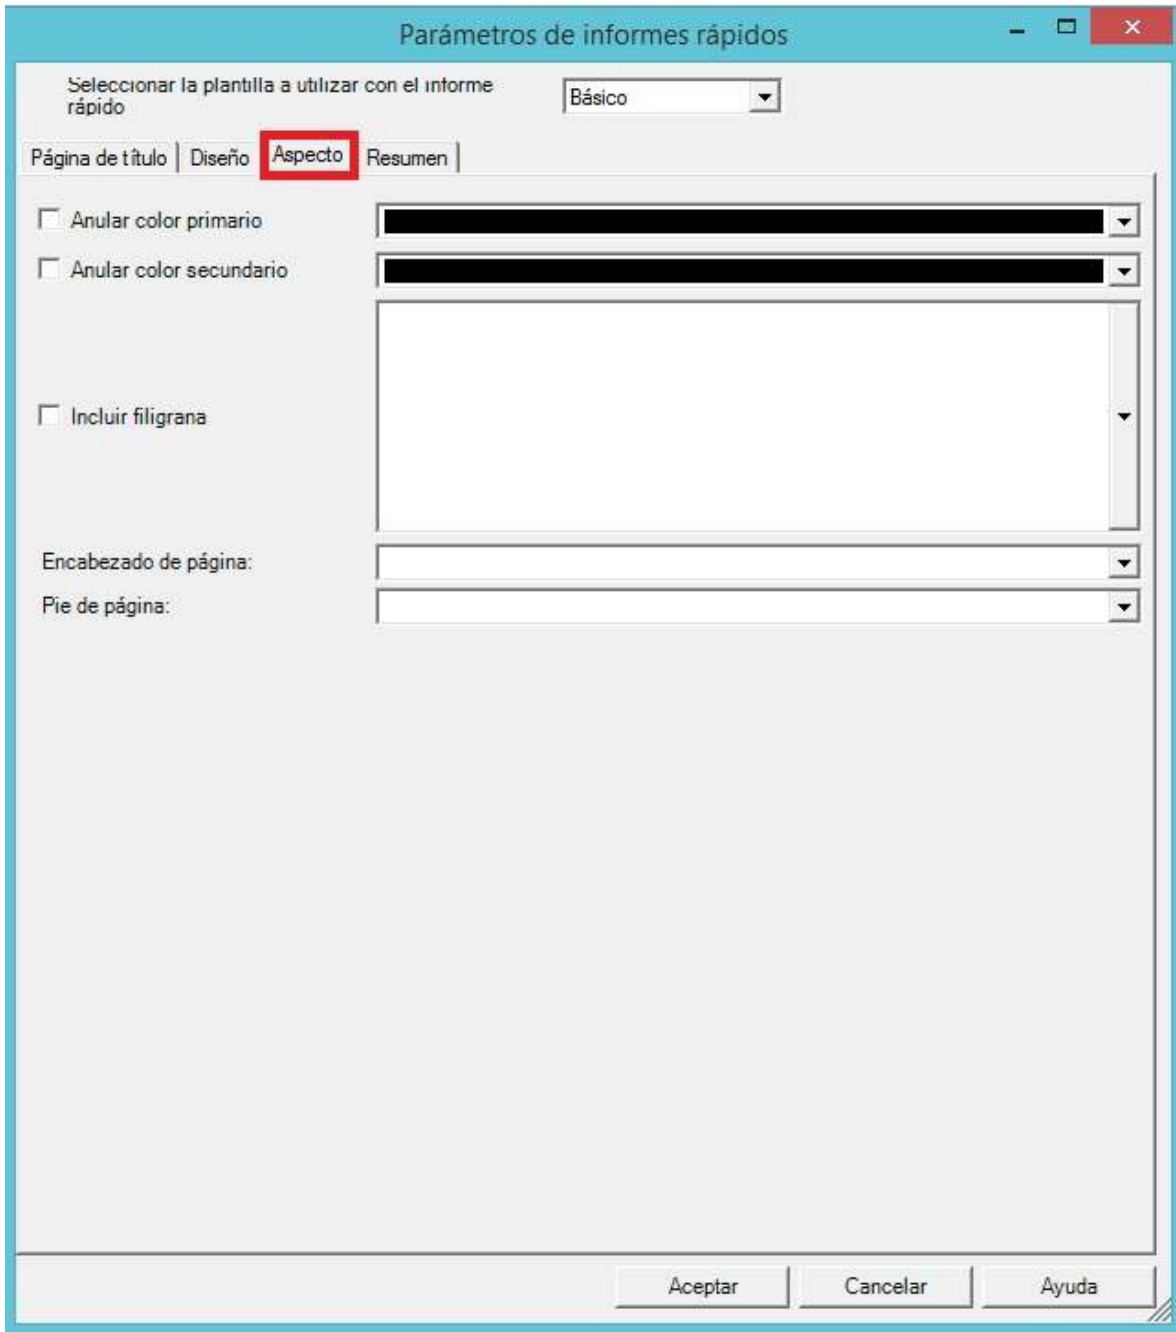 Parámetros de informes rápidos
Seleccionar la plantilla a utilizar con el informe
rápido
Básico
Página de título Diseño Aspecto Resumen
Anular color primario
Anular color secundario
Incluir filigrana
Encabezado de página:
Pie de página:
Aceptar Cancelar Ayuda